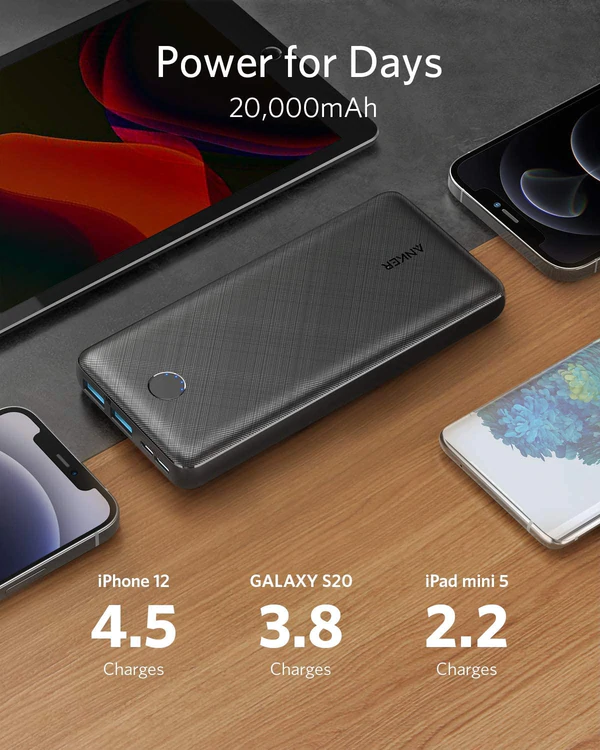 Power for Days
20,000mAh
ANKER
iPhone 12
GALAXY S20
iPad mini 5
4.5
3.8
2.2
Charges
Charges
Charges